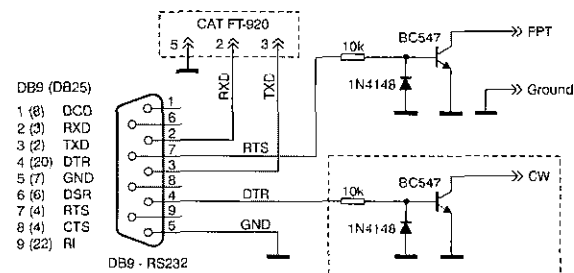 CAT FT-920
5 2 3
RXD
TXD
DB9 (DB25)
1 (8) DCD
2 (3) RXD
3 (2) TXD
4 (20) DTR
5 (7) GND
6 (6) DSR
7 (4) RTS
8 (4) CTS
9 (22) RI
1
6
2
7
3
8
4
9
5
RTS
DTR
GND
DB9 - RS232
10k
BC547
1N4148
FPT
Ground
10k
BC547
1N4148
CW